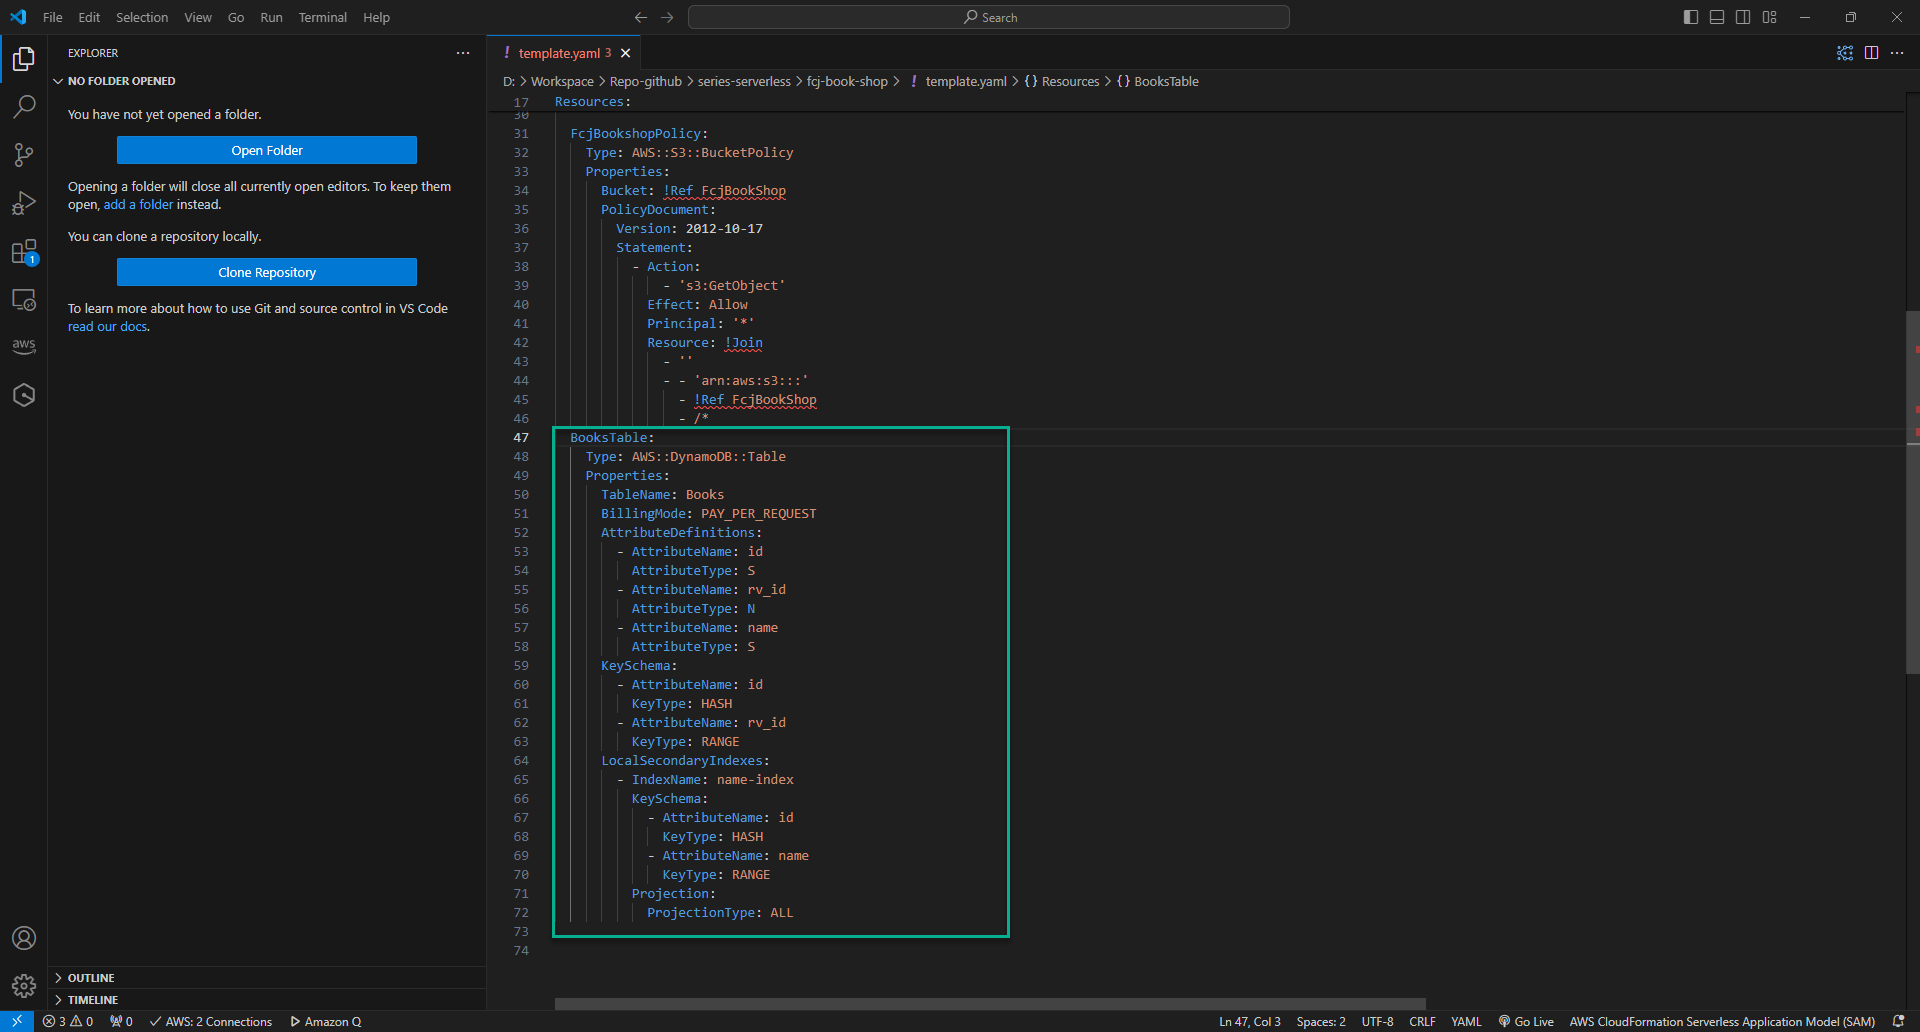 File Edit Selection View Go Run Terminal Help
Search
EXPLORER
NO FOLDER OPENED
You have not yet opened a folder.
Open Folder
Opening a folder will close all currently open editors. To keep them
open, add a folder instead.
You can clone a repository locally.
Clone Repository
To learn more about how to use Git and source control in VS Code
read our docs.
1
aws
OUTLINE
TIMELINE
! template.yaml 3
D: > Workspace > Repo-github > series-serverless > fcj-book-shop > ! template.yaml > {} Resources > {} BooksTable
17 Resources:
30
31 FcjBookshopPolicy:
32 Type: AWS::S3::BucketPolicy
33 Properties:
34 Bucket: !Ref FcjBookShop
35 PolicyDocument:
36 Version: 2012-10-17
37 Statement:
38 - Action:
39 - 's3:GetObject'
40 Effect: Allow
41 Principal: '*'
42 Resource: !Join
43 - ''
44 - - 'arn:aws:s3:::'
45 - !Ref FcjBookShop
46 - /*
47 BooksTable:
48 Type: AWS::DynamoDB::Table
49 Properties:
50 TableName: Books
51 BillingMode: PAY_PER_REQUEST
52 AttributeDefinitions:
53 - AttributeName: id
54 AttributeType: S
55 - AttributeName: rv_id
56 AttributeType: N
57 - AttributeName: name
58 AttributeType: S
59 KeySchema:
60 - AttributeName: id
61 KeyType: HASH
62 - AttributeName: rv_id
63 KeyType: RANGE
64 LocalSecondaryIndexes:
65 - IndexName: name-index
66 KeySchema:
67 - AttributeName: id
68 KeyType: HASH
69 - AttributeName: name
70 KeyType: RANGE
71 Projection:
72 ProjectionType: ALL
73
74
3 0 0 AWS: 2 Connections Amazon Q Ln 47, Col 3 Spaces: 2 UTF-8 CRLF YAML Go Live AWS CloudFormation Serverless Application Model (SAM)